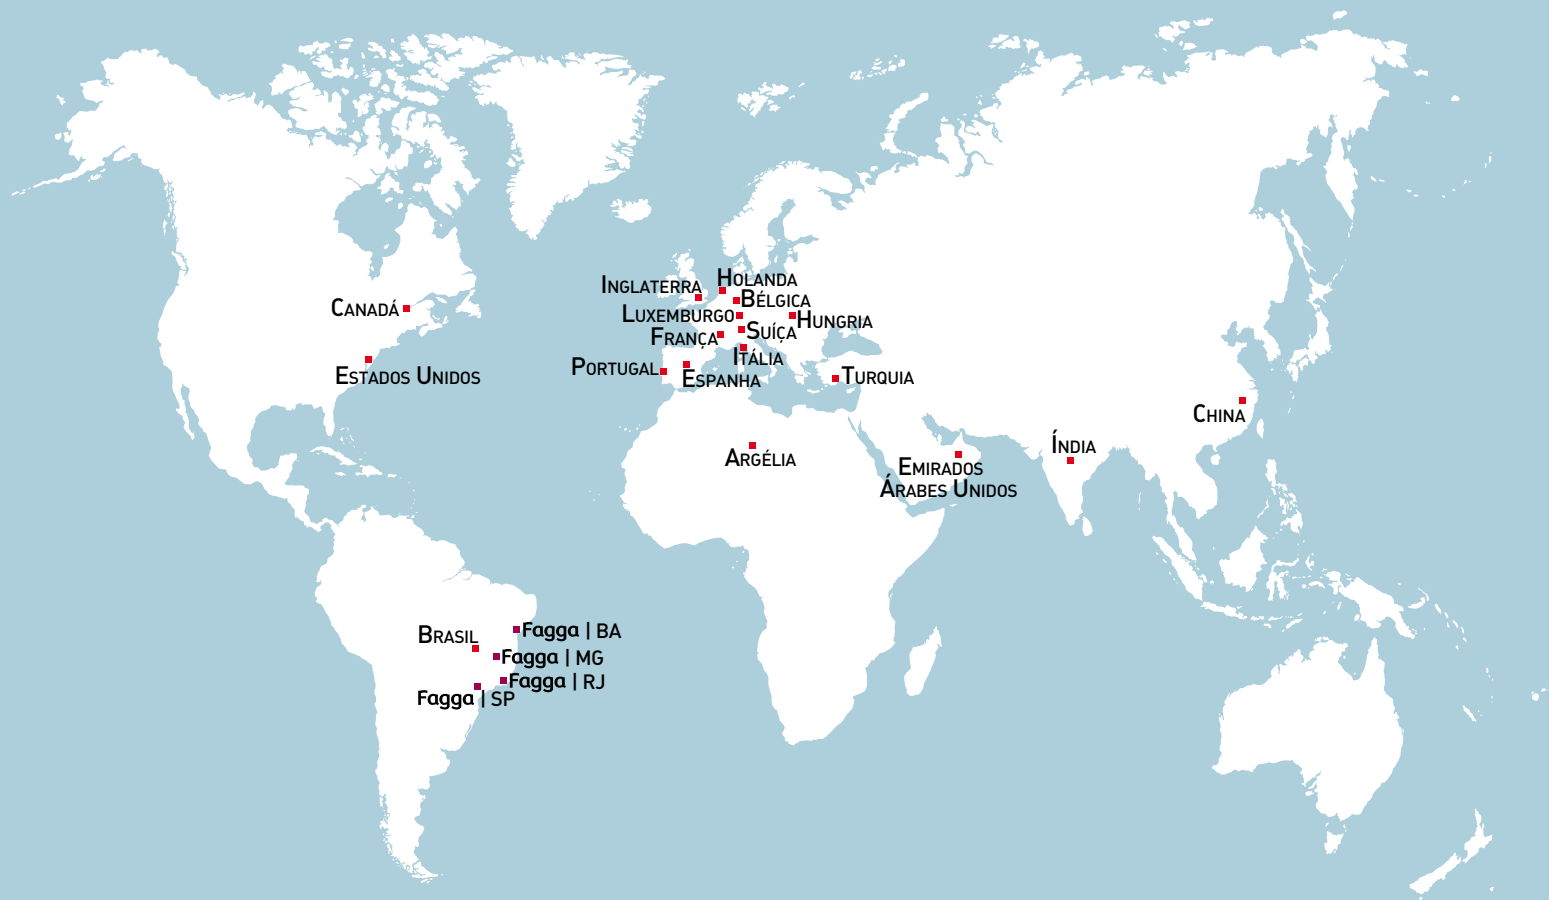 Canadá
Estados Unidos
Inglaterra
Holanda
Bélgica
Luxemburgo
Hungria
França
Suíça
Itália
Portugal
Espanha
Turquia
China
Índia
Argélia
Emirados
Árabes Unidos
Brasil
Fagga | BA
Fagga | MG
Fagga | RJ
Fagga | SP